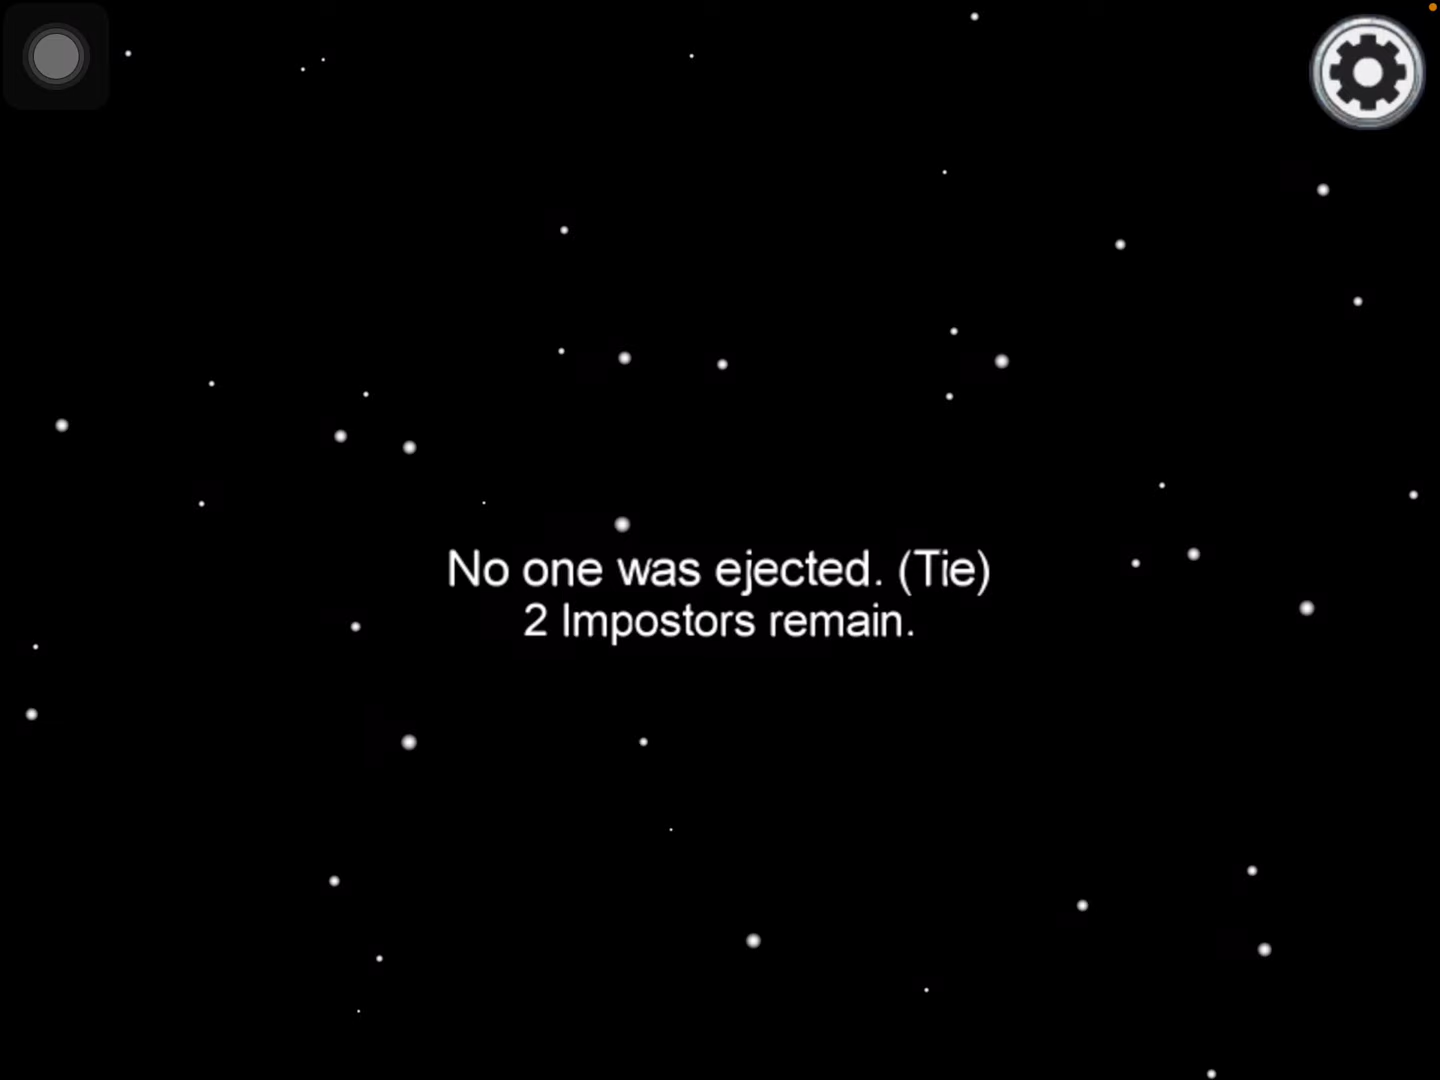 No one was ejected. (Tie)
2 Impostors remain.